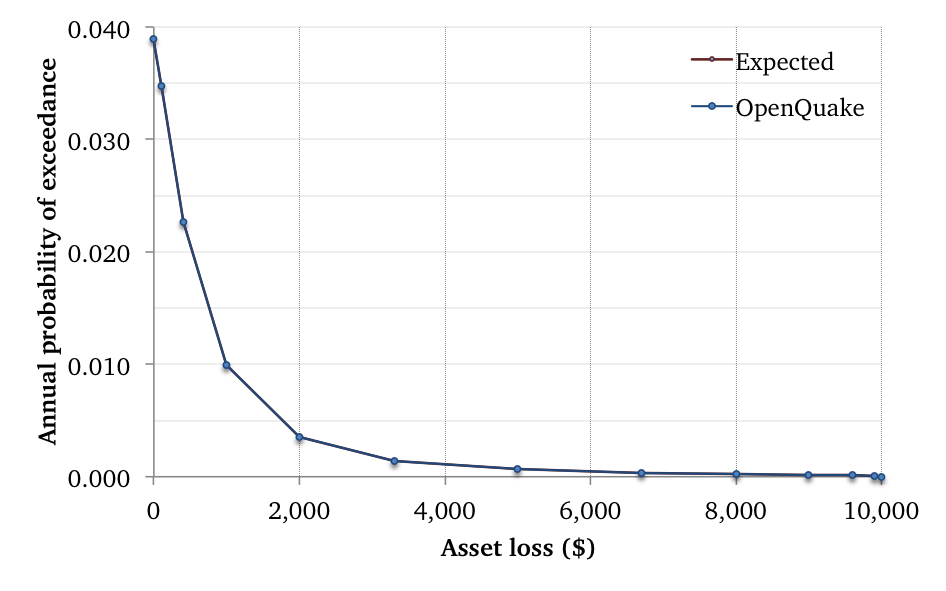 0.040
0.030
0.020
0.010
0.000
Annual probability of exceedance
Expected
OpenQuake
0 2,000 4,000 6,000 8,000 10,000
Asset loss ($)